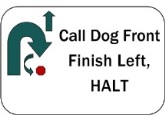 Call Dog Front
Finish Left,
HALT